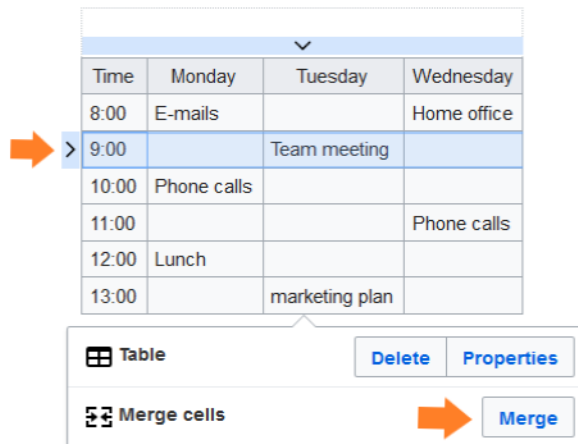 Time Monday Tuesday Wednesday
8:00 E-mails Home office
9:00 Team meeting
10:00 Phone calls
11:00 Phone calls
12:00 Lunch
13:00 marketing plan
Table Delete Properties
Merge cells Merge